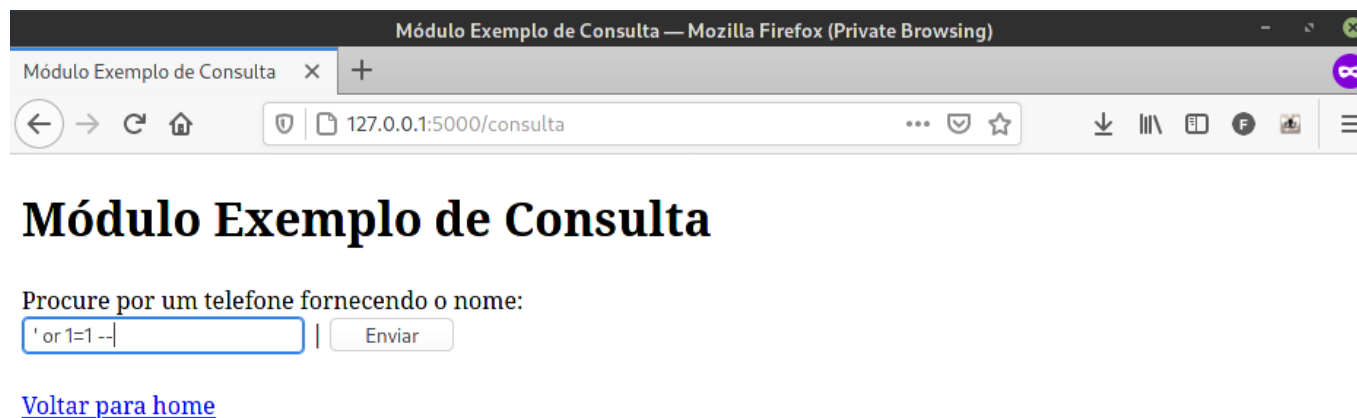 Módulo Exemplo de Consulta — Mozilla Firefox (Private Browsing)
Módulo Exemplo de Consulta
127.0.0.1:5000/consulta
Módulo Exemplo de Consulta
Procure por um telefone fornecendo o nome:
' or 1=1 -- | Enviar
Voltar para home